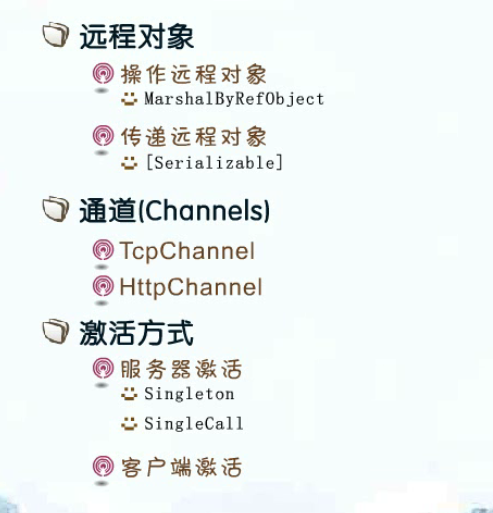 远程对象
操作远程对象
MarshalByRefObject
传递远程对象
[Serializable]
通道(Channels)
TcpChannel
HttpChannel
激活方式
服务器激活
Singleton
SingleCall
客户端激活